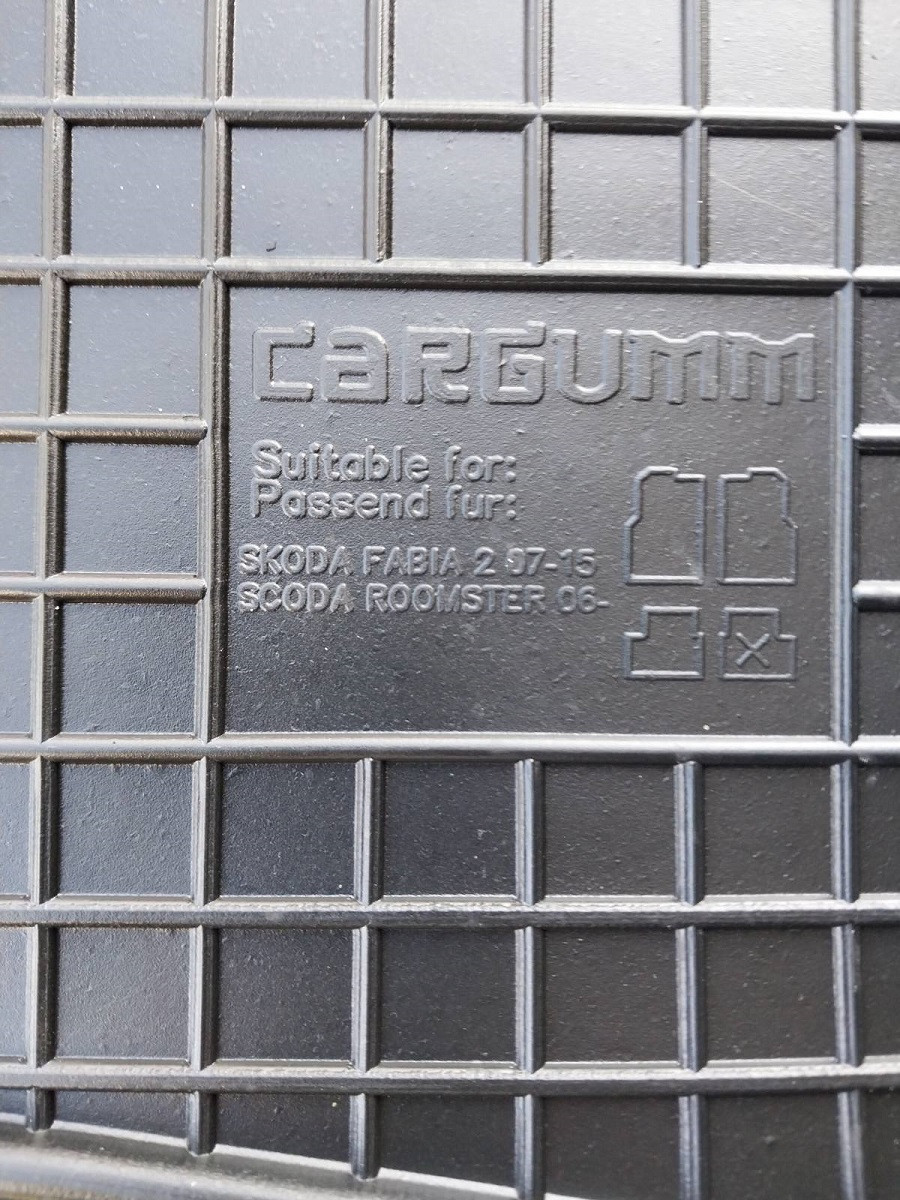 CaRGUmm
Suitable for:
Passend fur:
SKODA FABIA 2 07-15
SCODA ROOMSTER 06-
X